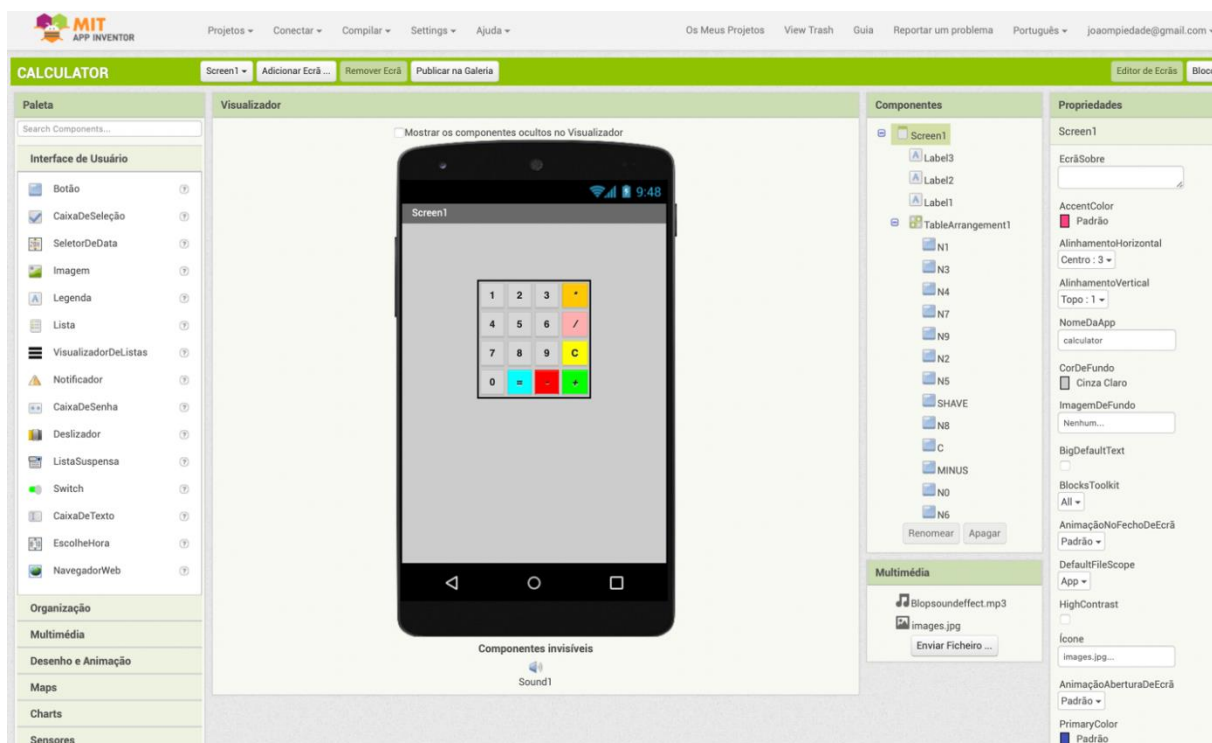 MIT
APP INVENTOR
Projetos Conectar Compilar Settings Ajuda
Os Meus Projetos View Trash Guia Reportar um problema Português joaompiedade@gmail.com
CALCULATOR
Screen1 Adicionar Ecrã ... Remover Ecrã Publicar na Galeria
Editor de Ecrãs Bloco
Paleta
Search Components...
Interface de Usuário
Botão
CaixaDeSeleção
SeletorDeData
Imagem
Legenda
Lista
VisualizadorDeListas
Notificador
CaixaDeSenha
Deslizador
ListaSuspensa
Switch
CaixaDeTexto
EscolheHora
NavegadorWeb
Organização
Multimédia
Desenho e Animação
Maps
Charts
Sensores
Visualizador
Mostrar os componentes ocultos no Visualizador
9:48
Screen1
1 2 3 *
4 5 6 /
7 8 9 C
0 = - +
Componentes invisíveis
Sound1
Componentes
Screen1
Label3
Label2
Label1
TableArrangement1
N1
N3
N4
N7
N9
N2
N5
SHAVE
N8
C
MINUS
N0
N6
Renomear Apagar
Multimédia
Blopsoundeffect.mp3
images.jpg
Enviar Ficheiro ...
Propriedades
Screen1
EcrãSobre
AccentColor
Padrão
AlinhamentoHorizontal
Centro : 3
AlinhamentoVertical
Topo : 1
NomeDaApp
calculator
CorDeFundo
Cinza Claro
ImagemDeFundo
Nenhum...
BigDefaultText
BlocksToolkit
All
AnimaçãoNoFechoDeEcrã
Padrão
DefaultFileScope
App
HighContrast
Ícone
images.jpg...
AnimaçãoAberturaDeEcrã
Padrão
PrimaryColor
Padrão